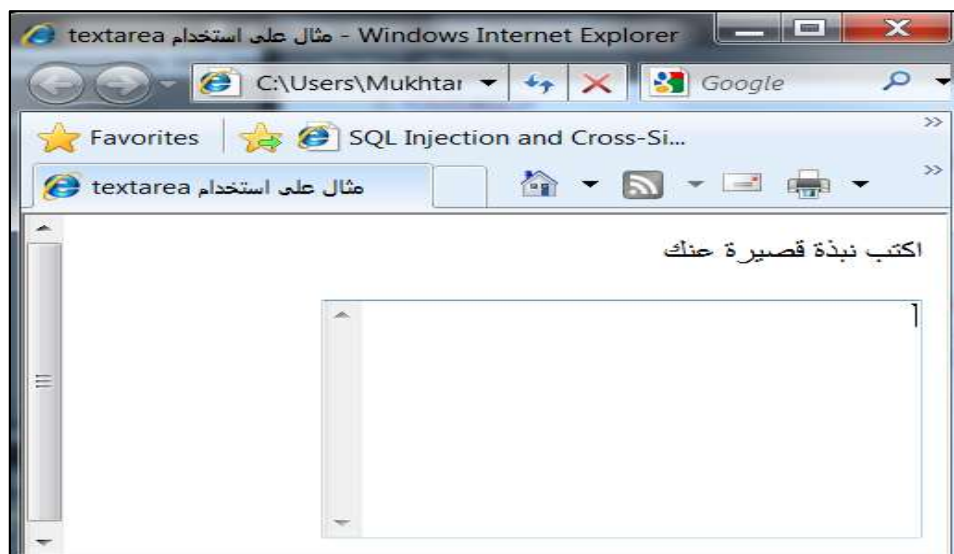 مثال على استخدام textarea - Windows Internet Explorer
C:\Users\Mukhtar
Google
Favorites
SQL Injection and Cross-Si...
مثال على استخدام textarea
اكتب نبذة قصيرة عنك